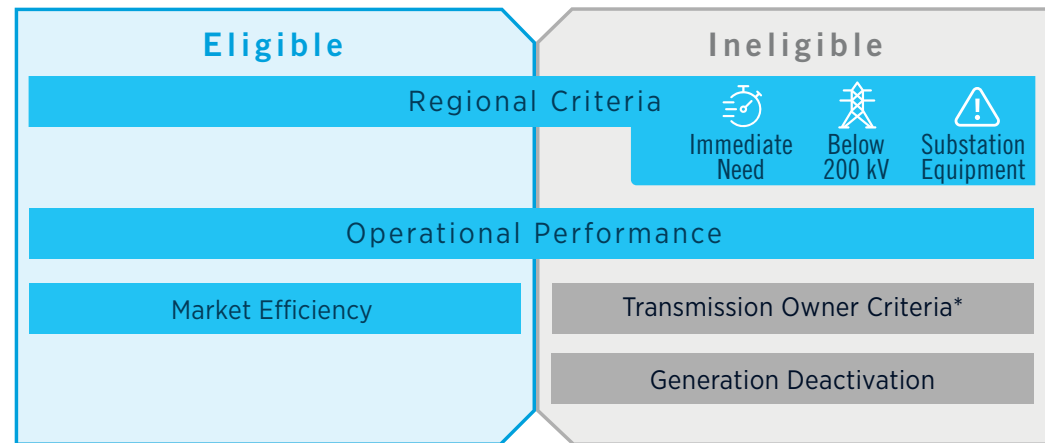 Eligible
Ineligible
Regional Criteria
Immediate
Need
Below
200 kV
Substation
Equipment
Operational Performance
Market Efficiency
Transmission Owner Criteria*
Generation Deactivation